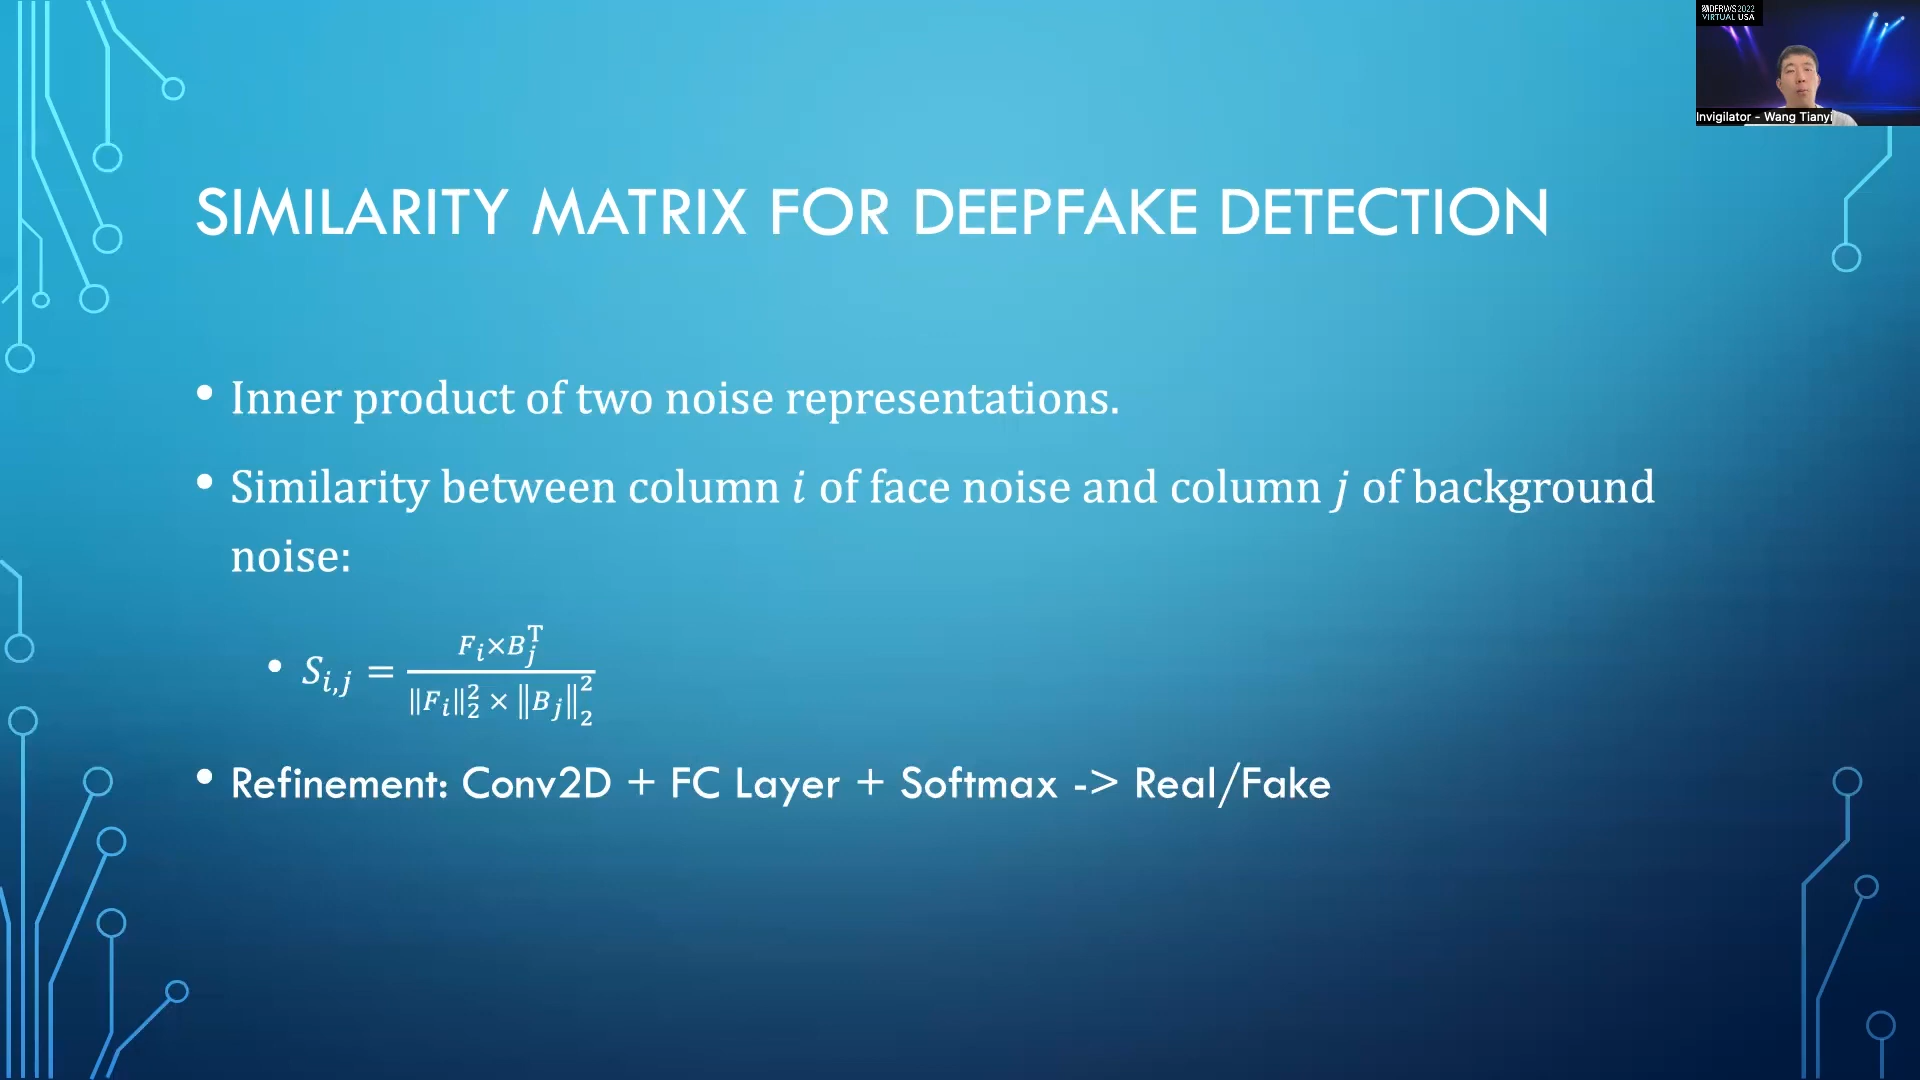 DFRWS 2022
VIRTUAL USA
Invigilator - Wang Tianyi
SIMILARITY MATRIX FOR DEEPFAKE DETECTION
• Inner product of two noise representations.
• Similarity between column i of face noise and column j of background
noise:
• S_{i,j} = \frac{F_i × B_j^T}{‖F_i‖_2^2 × ‖B_j‖_2^2}
• Refinement: Conv2D + FC Layer + Softmax -> Real/Fake